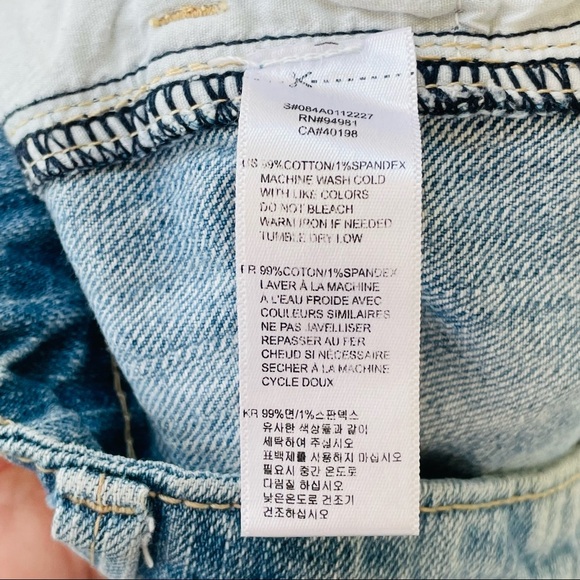 S#084A0112227
RN#94981
CA#40198
US 99%COTTON/1%SPANDEX
MACHINE WASH COLD
WITH LIKE COLORS
DO NOT BLEACH
WARM IRON IF NEEDED
TUMBLE DRY LOW
FR 99%COTON/1%SPANDEX
LAVER À LA MACHINE
À L'EAU FROIDE AVEC
COULEURS SIMILAIRES
NE PAS JAVELLISER
REPASSER AU FER
CHEUD SI NÉCESSAIRE
SECHER À LA MACHINE
CYCLE DOUX
KR 99%면/1%스판덱스
유사한 색상들과 같이
세탁하여 주십시오
표백제를 사용하지 마십시오
필요시 중간 온도로
다림질 하십시오
낮은온도로 건조기
건조하십시오